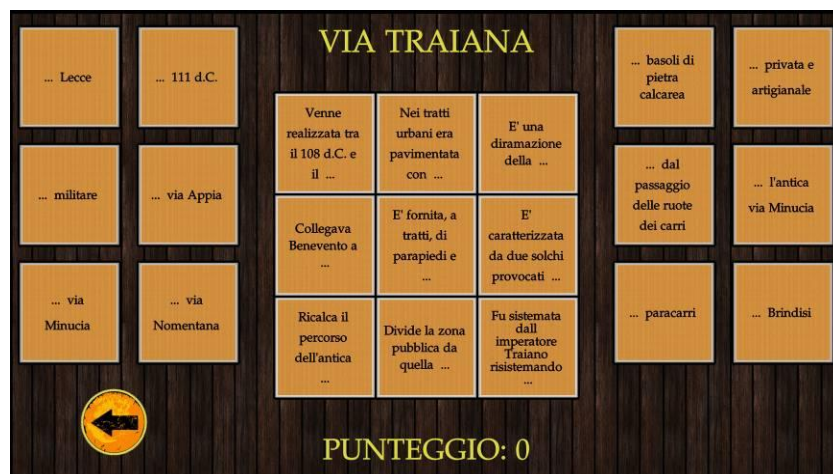 VIA TRAIANA
... Lecce
... 111 d.C.
... militare
... via Appia
... via
Minucia
... via
Nomentana
Venne
realizzata tra
il 108 d.C. e
il ...
Nei tratti
urbani era
pavimentata
con ...
E' una
diramazione
della ...
Collegava
Benevento a
...
E' fornita, a
tratti, di
parapiedi e
...
E'
caratterizzata
da due solchi
provocati ...
Ricalca il
percorso
dell'antica
...
Divide la zona
pubblica da
quella ...
Fu sistemata
dall
imperatore
Traiano
risistemando
...
... basoli di
pietra
calcarea
... privata e
artigianale
... dal
passaggio
delle ruote
dei carri
... l'antica
via Minucia
... paracarri
... Brindisi
PUNTEGGIO: 0